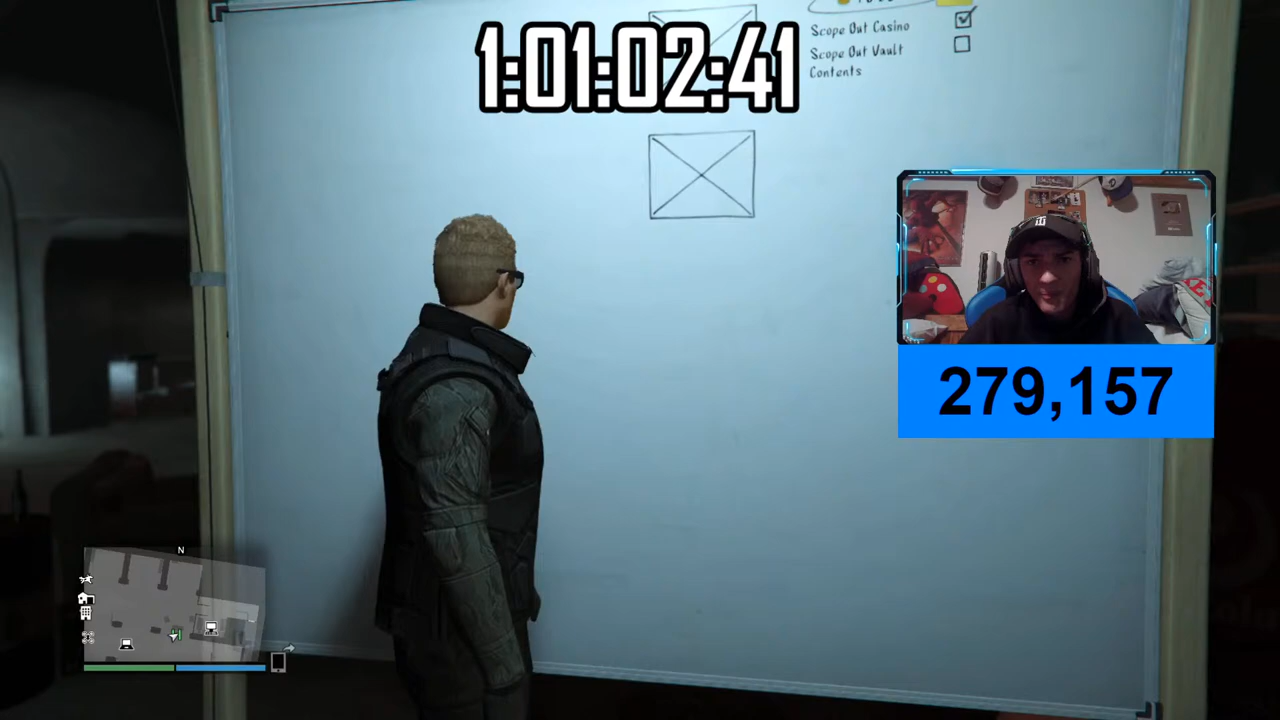 1:01:02:41
Scope Out Casino
Scope Out Vault
Contents
279,157
N